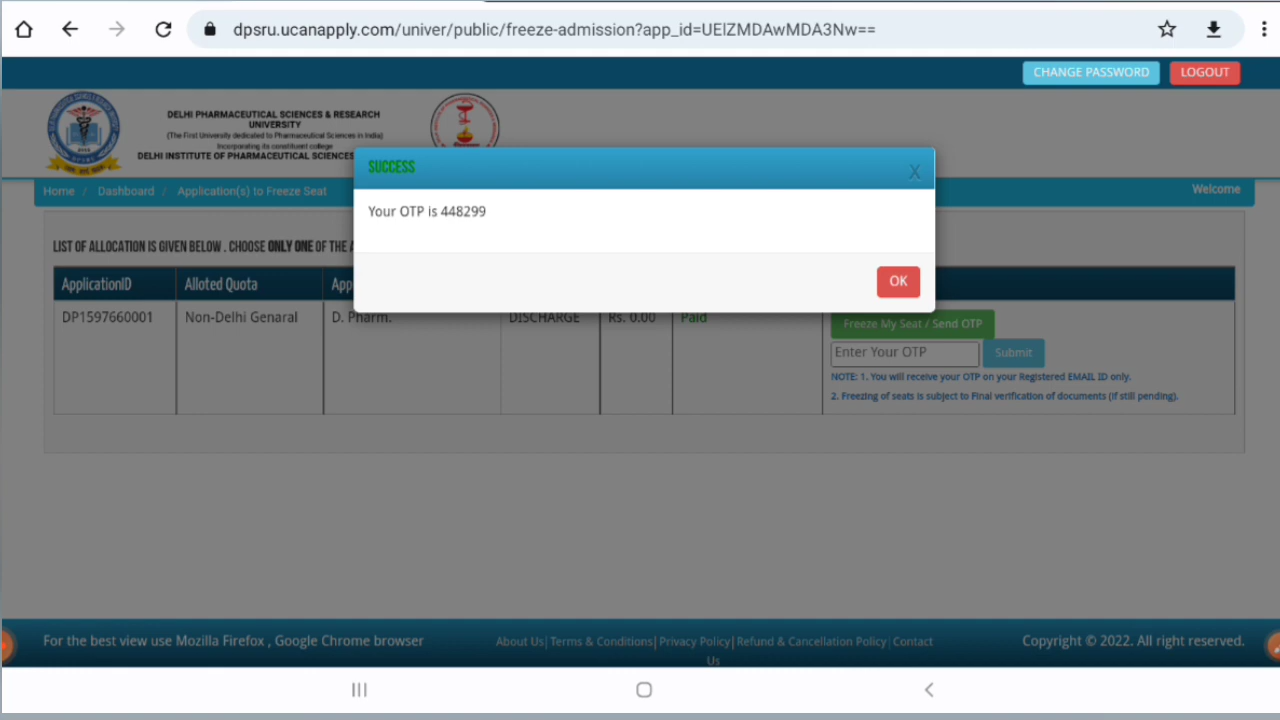 dpsru.ucanapply.com/univer/public/freeze-admission?app_id=UElZMDAwMDA3Nw==
CHANGE PASSWORD LOGOUT
DELHI PHARMACEUTICAL SCIENCES & RESEARCH
UNIVERSITY
(The First University dedicated to Pharmaceutical Sciences in India)
Incorporating its constituent college
DELHI INSTITUTE OF PHARMACEUTICAL SCIENCES
SUCCESS X
Home / Dashboard / Application(s) to Freeze Seat Welcome
Your OTP is 448299
LIST OF ALLOCATION IS GIVEN BELOW . CHOOSE ONLY ONE OF THE
ApplicationID Alloted Quota App
OK
DP1597660001 Non-Delhi Genaral D. Pharm. DISCHARGE Rs. 0.00 Paid
Freeze My Seat / Send OTP
Enter Your OTP Submit
NOTE: 1. You will receive your OTP on your Registered EMAIL ID only.
2. Freezing of seats is subject to Final verification of documents (if still pending).
For the best view use Mozilla Firefox , Google Chrome browser About Us| Terms & Conditions| Privacy Policy| Refund & Cancellation Policy| Contact Us Copyright © 2022. All right reserved.